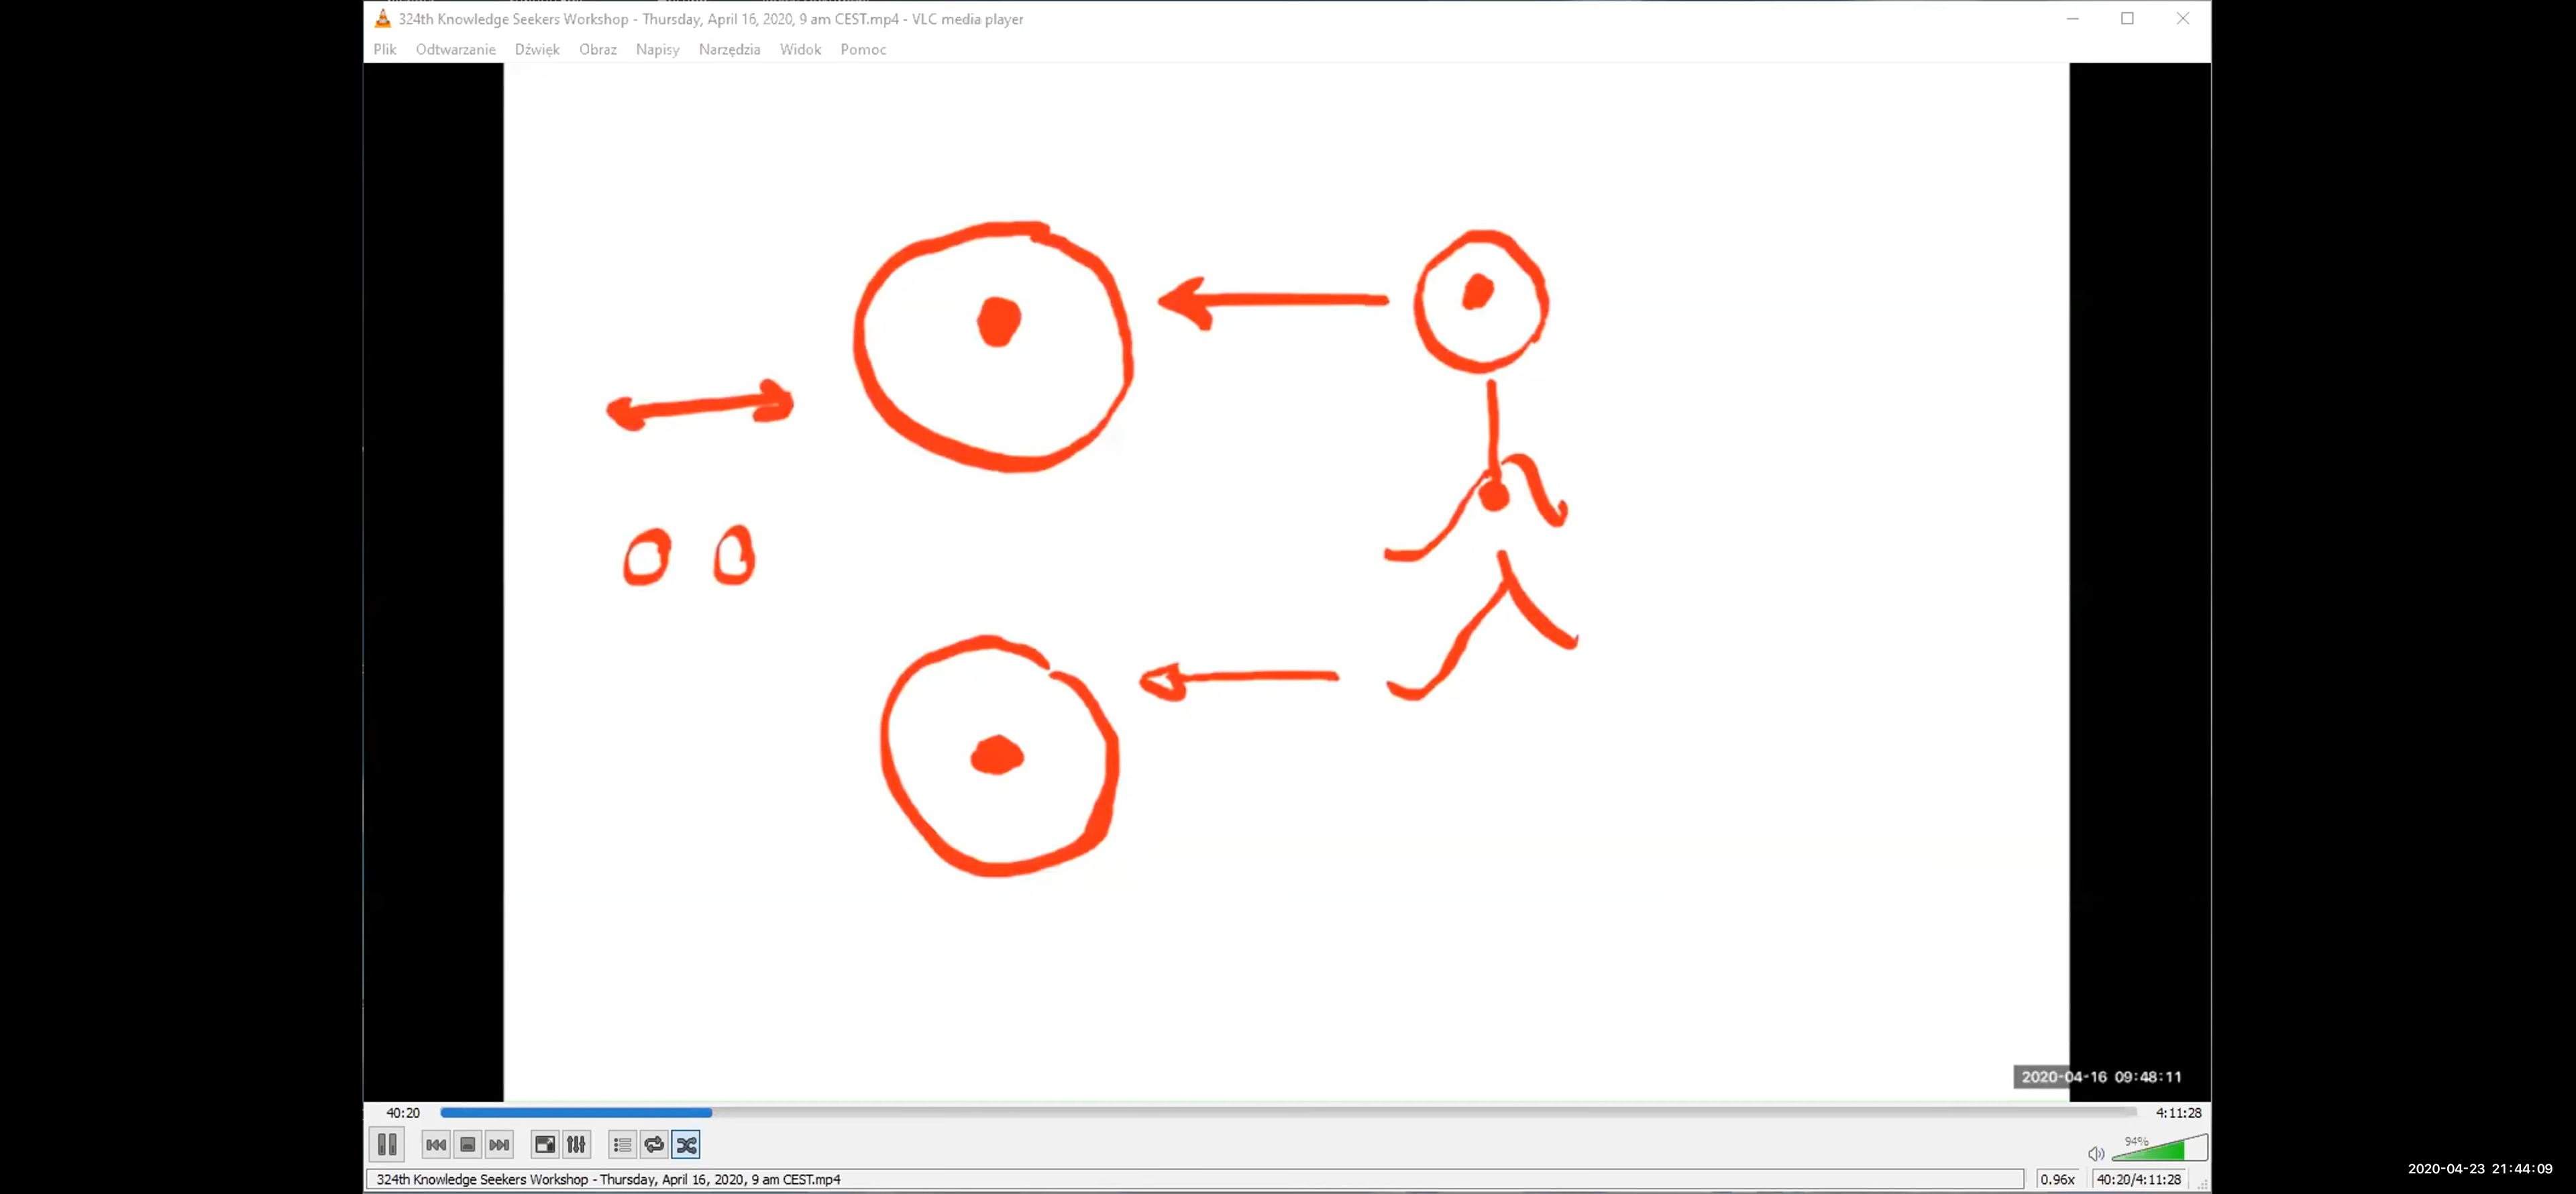 324th Knowledge Seekers Workshop - Thursday, April 16, 2020, 9 am CEST.mp4 - VLC media player
Plik Odtwarzanie Dźwięk Obraz Napisy Narzędzia Widok Pomoc
2020-04-16 09:48:11
40:20 4:11:28
94%
324th Knowledge Seekers Workshop - Thursday, April 16, 2020, 9 am CEST.mp4 0.96x 40:20/4:11:28
2020-04-23 21:44:09